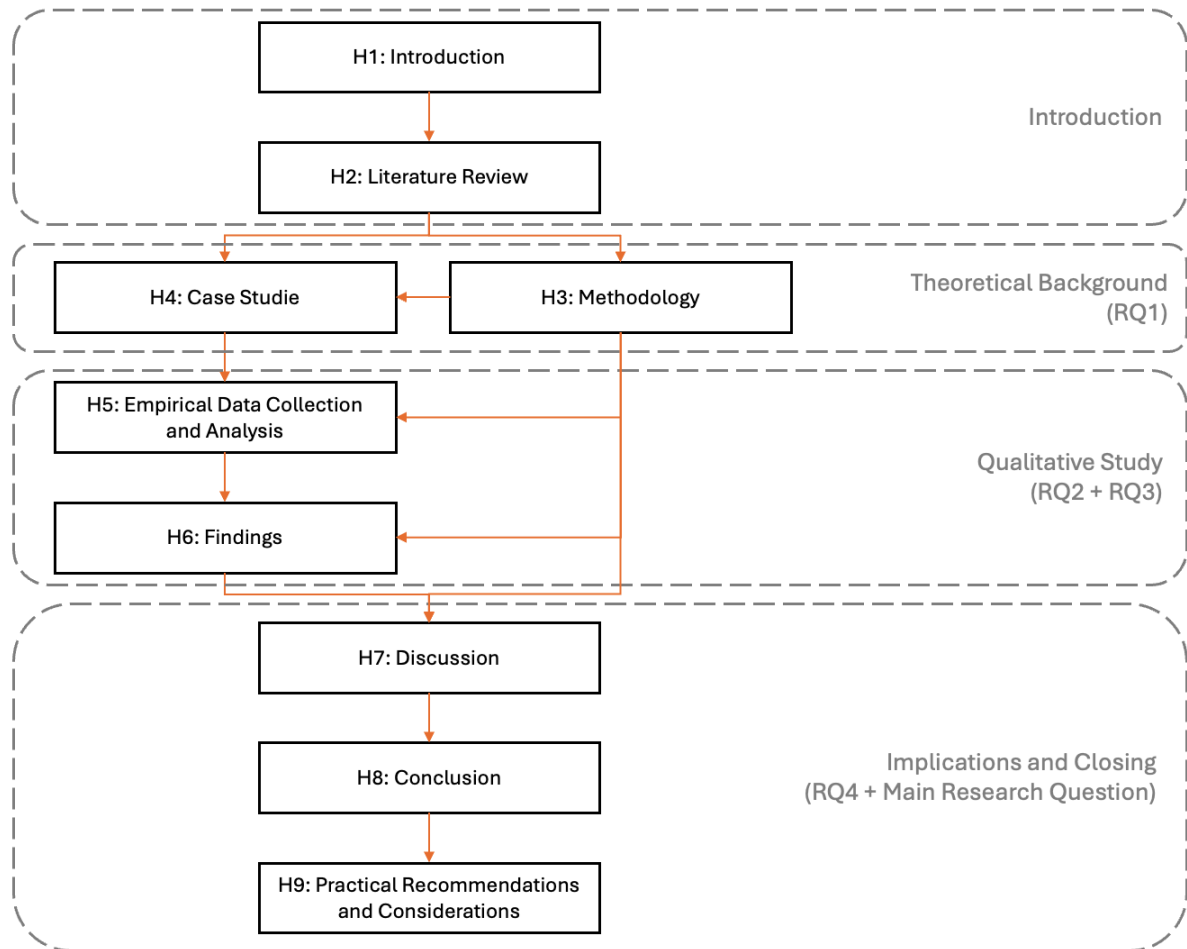 H1: Introduction
Introduction
H2: Literature Review
H4: Case Studie
H3: Methodology
Theoretical Background
(RQ1)
H5: Empirical Data Collection
and Analysis
Qualitative Study
(RQ2 + RQ3)
H6: Findings
H7: Discussion
H8: Conclusion
Implications and Closing
(RQ4 + Main Research Question)
H9: Practical Recommendations
and Considerations